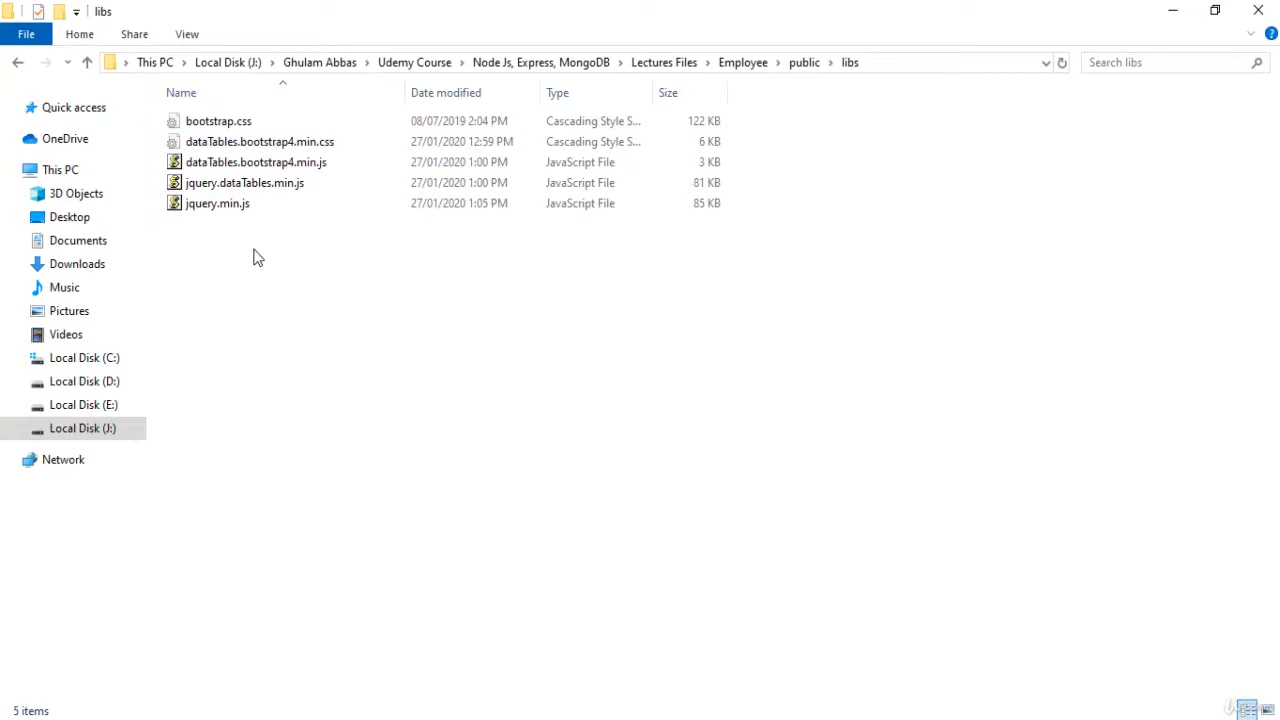 libs
File Home Share View
This PC Local Disk (J:) Ghulam Abbas Udemy Course Node Js, Express, MongoDB Lectures Files Employee public libs Search libs
Name Date modified Type Size
bootstrap.css 08/07/2019 2:04 PM Cascading Style S... 122 KB
dataTables.bootstrap4.min.css 27/01/2020 12:59 PM Cascading Style S... 6 KB
dataTables.bootstrap4.min.js 27/01/2020 1:00 PM JavaScript File 3 KB
jquery.dataTables.min.js 27/01/2020 1:00 PM JavaScript File 81 KB
jquery.min.js 27/01/2020 1:05 PM JavaScript File 85 KB
Quick access
OneDrive
This PC
3D Objects
Desktop
Documents
Downloads
Music
Pictures
Videos
Local Disk (C:)
Local Disk (D:)
Local Disk (E:)
Local Disk (J:)
Network
5 items